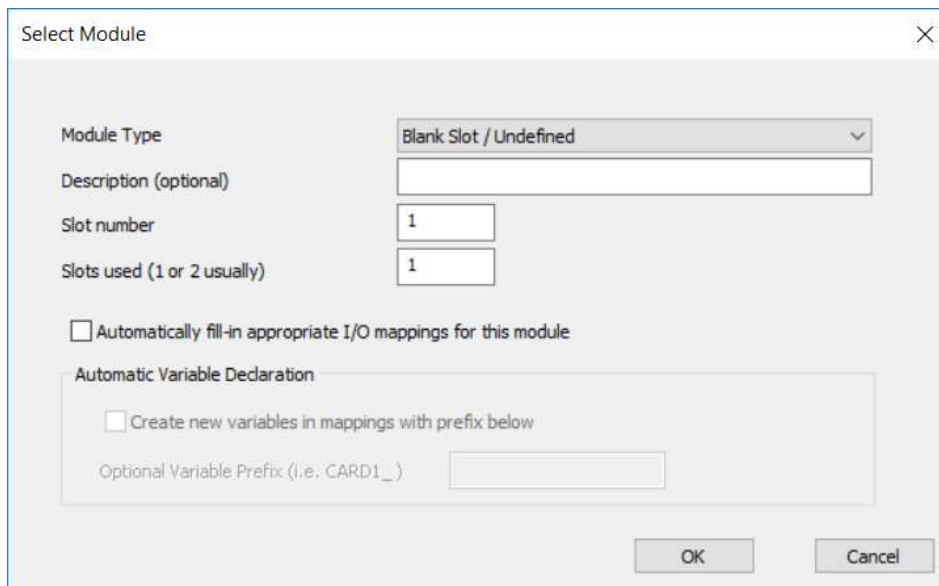 Select Module
Module Type
Blank Slot / Undefined
Description (optional)
Slot number
1
Slots used (1 or 2 usually)
1
Automatically fill-in appropriate I/O mappings for this module
Automatic Variable Declaration
Create new variables in mappings with prefix below
Optional Variable Prefix (i.e. CARD1_)
OK
Cancel